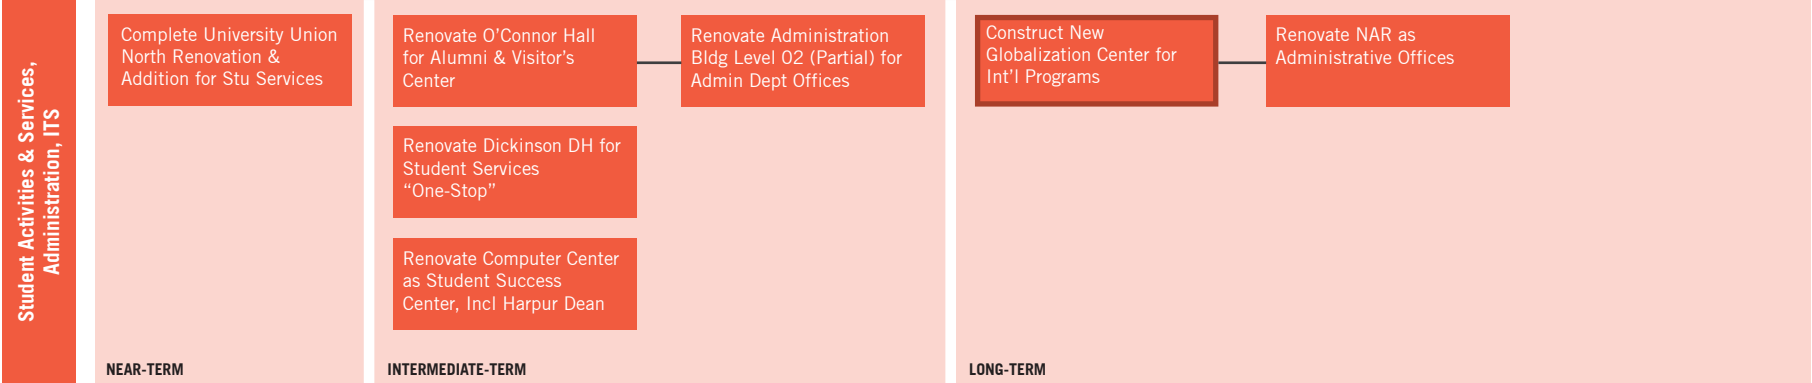 Student Activities & Services,
Administration, ITS
Complete University Union
North Renovation &
Addition for Stu Services
NEAR-TERM
Renovate O’Connor Hall
for Alumni & Visitor’s
Center
Renovate Administration
Bldg Level 02 (Partial) for
Admin Dept Offices
Renovate Dickinson DH for
Student Services
“One-Stop”
Renovate Computer Center
as Student Success
Center, Incl Harpur Dean
INTERMEDIATE-TERM
Construct New
Globalization Center for
Int’l Programs
Renovate NAR as
Administrative Offices
LONG-TERM